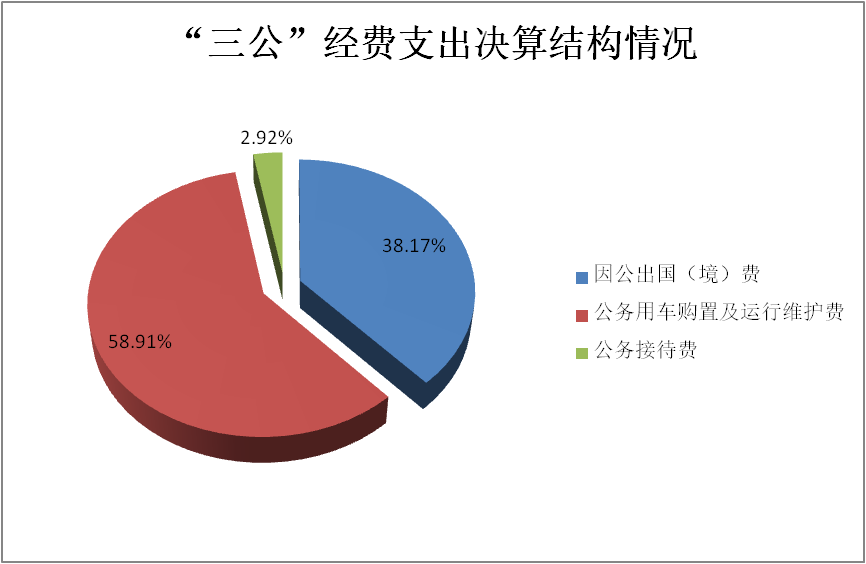 “三公”经费支出决算结构情况
2.92%
38.17%
58.91%
因公出国（境）费
公务用车购置及运行维护费
公务接待费